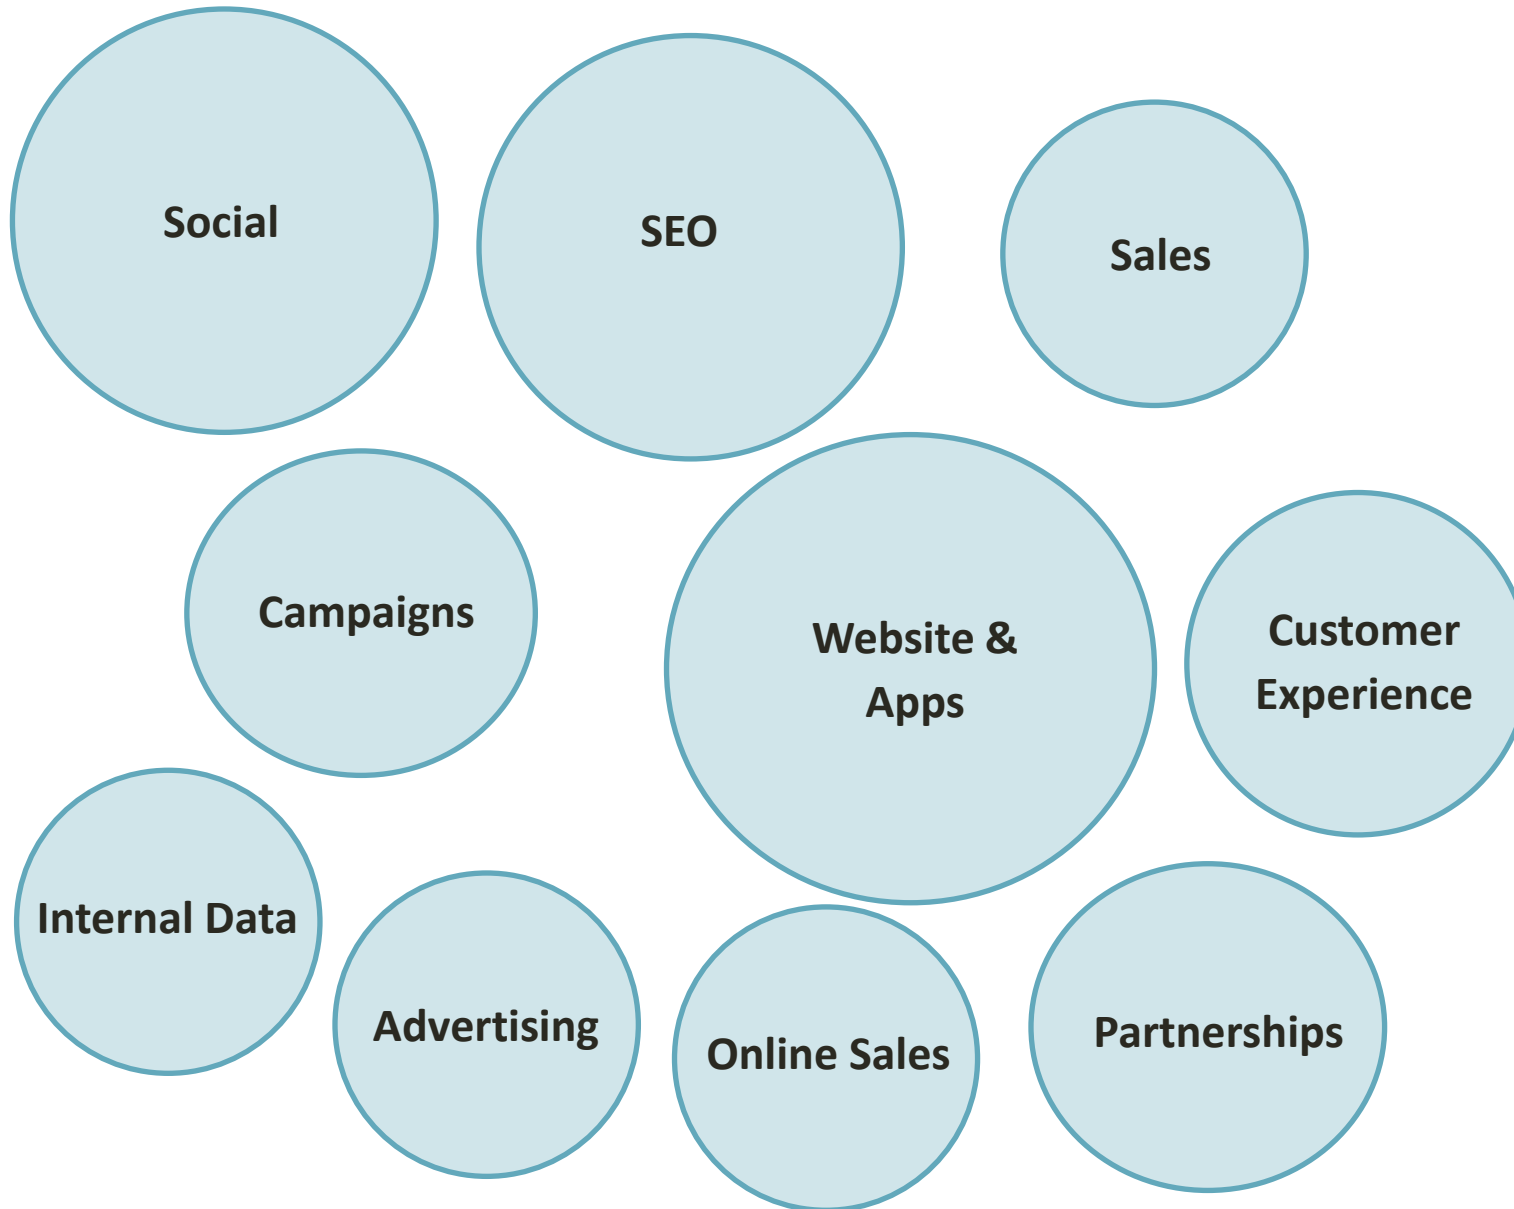 Social
SEO
Sales
Campaigns
Website &
Apps
Customer
Experience
Internal Data
Advertising
Online Sales
Partnerships